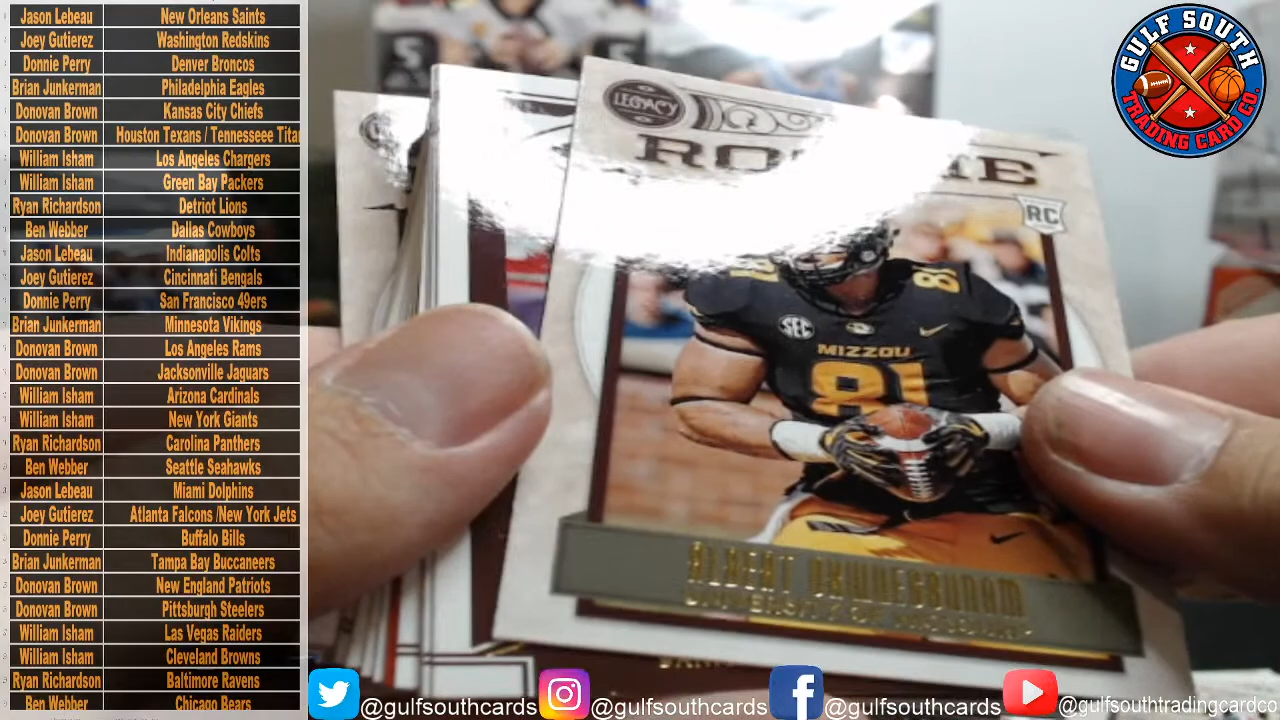 Jason Lebeau New Orleans Saints
Joey Gutierez Washington Redskins
Donnie Perry Denver Broncos
Brian Junkerman Philadelphia Eagles
Donovan Brown Kansas City Chiefs
Donovan Brown Houston Texans / Tennesseee Tita
William Isham Los Angeles Chargers
William Isham Green Bay Packers
Ryan Richardson Detriot Lions
Ben Webber Dallas Cowboys
Jason Lebeau Indianapolis Colts
Joey Gutierez Cincinnati Bengals
Donnie Perry San Francisco 49ers
Brian Junkerman Minnesota Vikings
Donovan Brown Los Angeles Rams
Donovan Brown Jacksonville Jaguars
William Isham Arizona Cardinals
William Isham New York Giants
Ryan Richardson Carolina Panthers
Ben Webber Seattle Seahawks
Jason Lebeau Miami Dolphins
Joey Gutierez Atlanta Falcons /New York Jets
Donnie Perry Buffalo Bills
Brian Junkerman Tampa Bay Buccaneers
Donovan Brown New England Patriots
Donovan Brown Pittsburgh Steelers
William Isham Las Vegas Raiders
William Isham Cleveland Browns
Ryan Richardson Baltimore Ravens
Ben Webber Chicago Bears
GULF SOUTH
TRADING CARD CO.
LEGACY
RC
81
81
SEC
MIZZOU
81
ALBERT
@gulfsouthcards
@gulfsouthcards
@gulfsouthcards
@gulfsouthtradingcardco